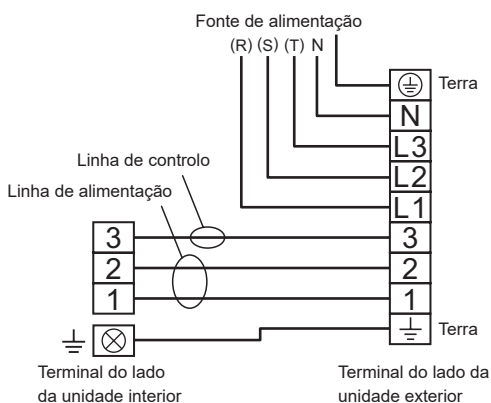 Fonte de alimentação
(R) (S) (T) N
Terra
N
L3
L2
L1
Linha de controlo
Linha de alimentação
3
3
2
2
1
1
Terra
Terminal do lado
da unidade interior
Terminal do lado da
unidade exterior